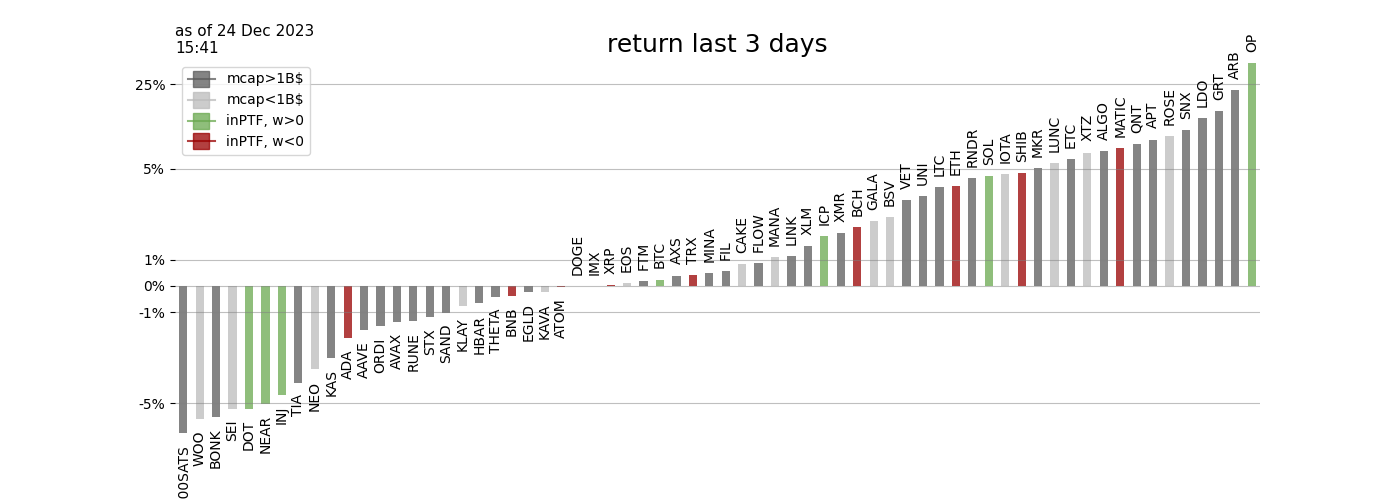 as of 24 Dec 2023
15:41
return last 3 days
mcap>1B$
mcap<1B$
inPTF, w>0
inPTF, w<0
25%
5%
1%
0%
-1%
-5%
00SATS
WOO
BONK
SEI
DOT
NEAR
INJ
TIA
NEO
KAS
ADA
AAVE
ORDI
AVAX
RUNE
STX
SAND
KLAY
HBAR
THETA
BNB
EGLD
KAVA
ATOM
DOGE
IMX
XRP
EOS
FTM
BTC
AXS
TRX
MINA
FIL
CAKE
FLOW
MANA
LINK
XLM
ICP
XMR
BCH
GALA
BSV
VET
UNI
LTC
ETH
RNDR
SOL
IOTA
SHIB
MKR
LUNC
ETC
XTZ
ALGO
MATIC
QNT
APT
ROSE
SNX
LDO
GRT
ARB
OP